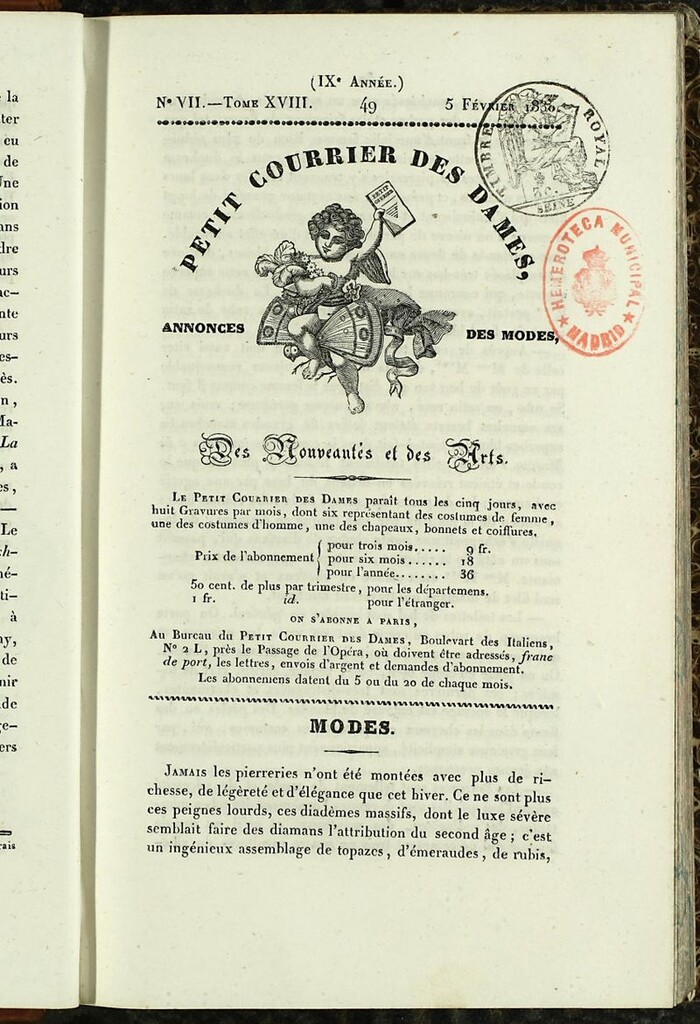 (IXe Année.)
No VII.—Tome XVIII. 49 5 Février 1830.
PETIT COURRIER DES DAMES,
ANNONCES DES MODES,
Des Nouveautés et des Arts.
Le Petit Courrier des Dames paraît tous les cinq jours, avec
huit Gravures par mois, dont six représentant des costumes de femme,
une des costumes d'homme, une des chapeaux, bonnets et coiffures.
Prix de l'abonnement
pour trois mois..... 9 fr.
pour six mois...... 18
pour l'année........ 36
50 cent. de plus par trimestre, pour les départemens.
1 fr. id. pour l'étranger.
ON S'ABONNE A PARIS,
Au Bureau du Petit Courrier des Dames, Boulevart des Italiens,
No 2 L, près le Passage de l'Opéra, où doivent être adressés, franc
de port, les lettres, envois d'argent et demandes d'abonnement.
Les abonnemens datent du 5 ou du 20 de chaque mois.
MODES.
Jamais les pierreries n'ont été montées avec plus de ri-
chesse, de légèreté et d'élégance que cet hiver. Ce ne sont plus
ces peignes lourds, ces diadèmes massifs, dont le luxe sévère
semblait faire des diamans l'attribution du second âge; c'est
un ingénieux assemblage de topazes, d'émeraudes, de rubis,
TIMBRE ROYAL
SEINE
HEMEROTECA MUNICIPAL
MADRID